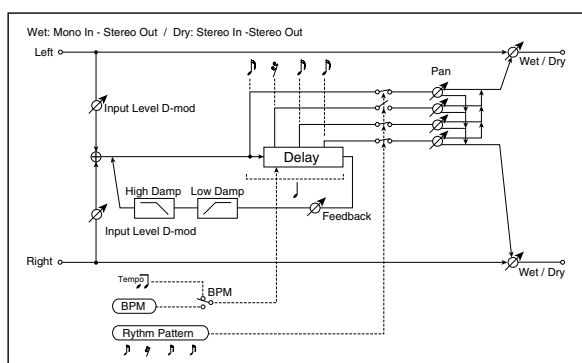 Wet: Mono In - Stereo Out / Dry: Stereo In -Stereo Out
Left
Wet / Dry
Pan
Input Level D-mod
Delay
High Damp
Low Damp
Feedback
Input Level D-mod
Right
Wet / Dry
Tempo
BPM
BPM
Rythm Pattern